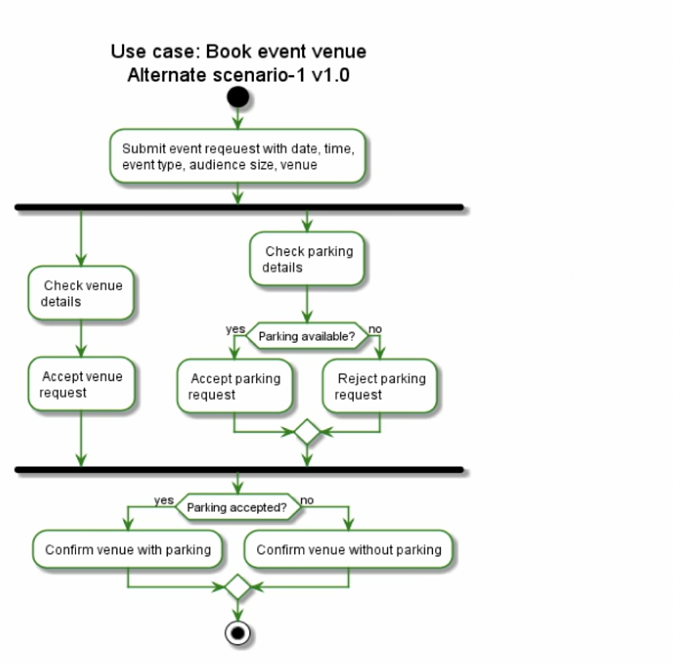 Use case: Book event venue
Alternate scenario-1 v1.0
Submit event reqeuest with date, time,
event type, audience size, venue
Check parking
details
Check venue
details
yes
Parking available?
no
Accept venue
request
Accept parking
request
Reject parking
request
yes
Parking accepted?
no
Confirm venue with parking
Confirm venue without parking